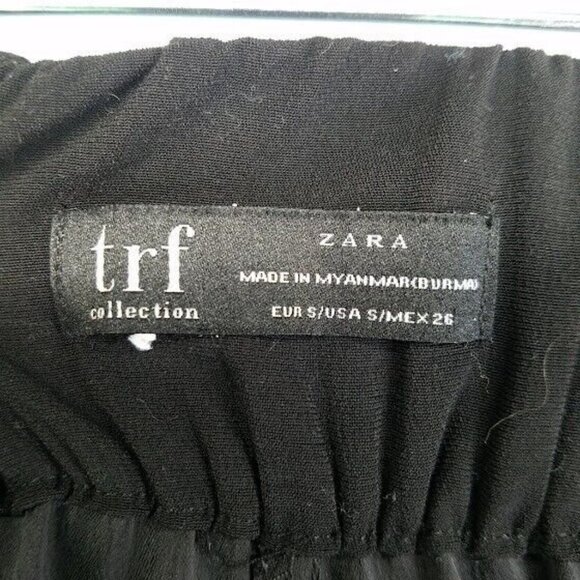 trf
collection
ZARA
MADE IN MYANMAR(BURMA)
EUR S/USA S/MEX 26